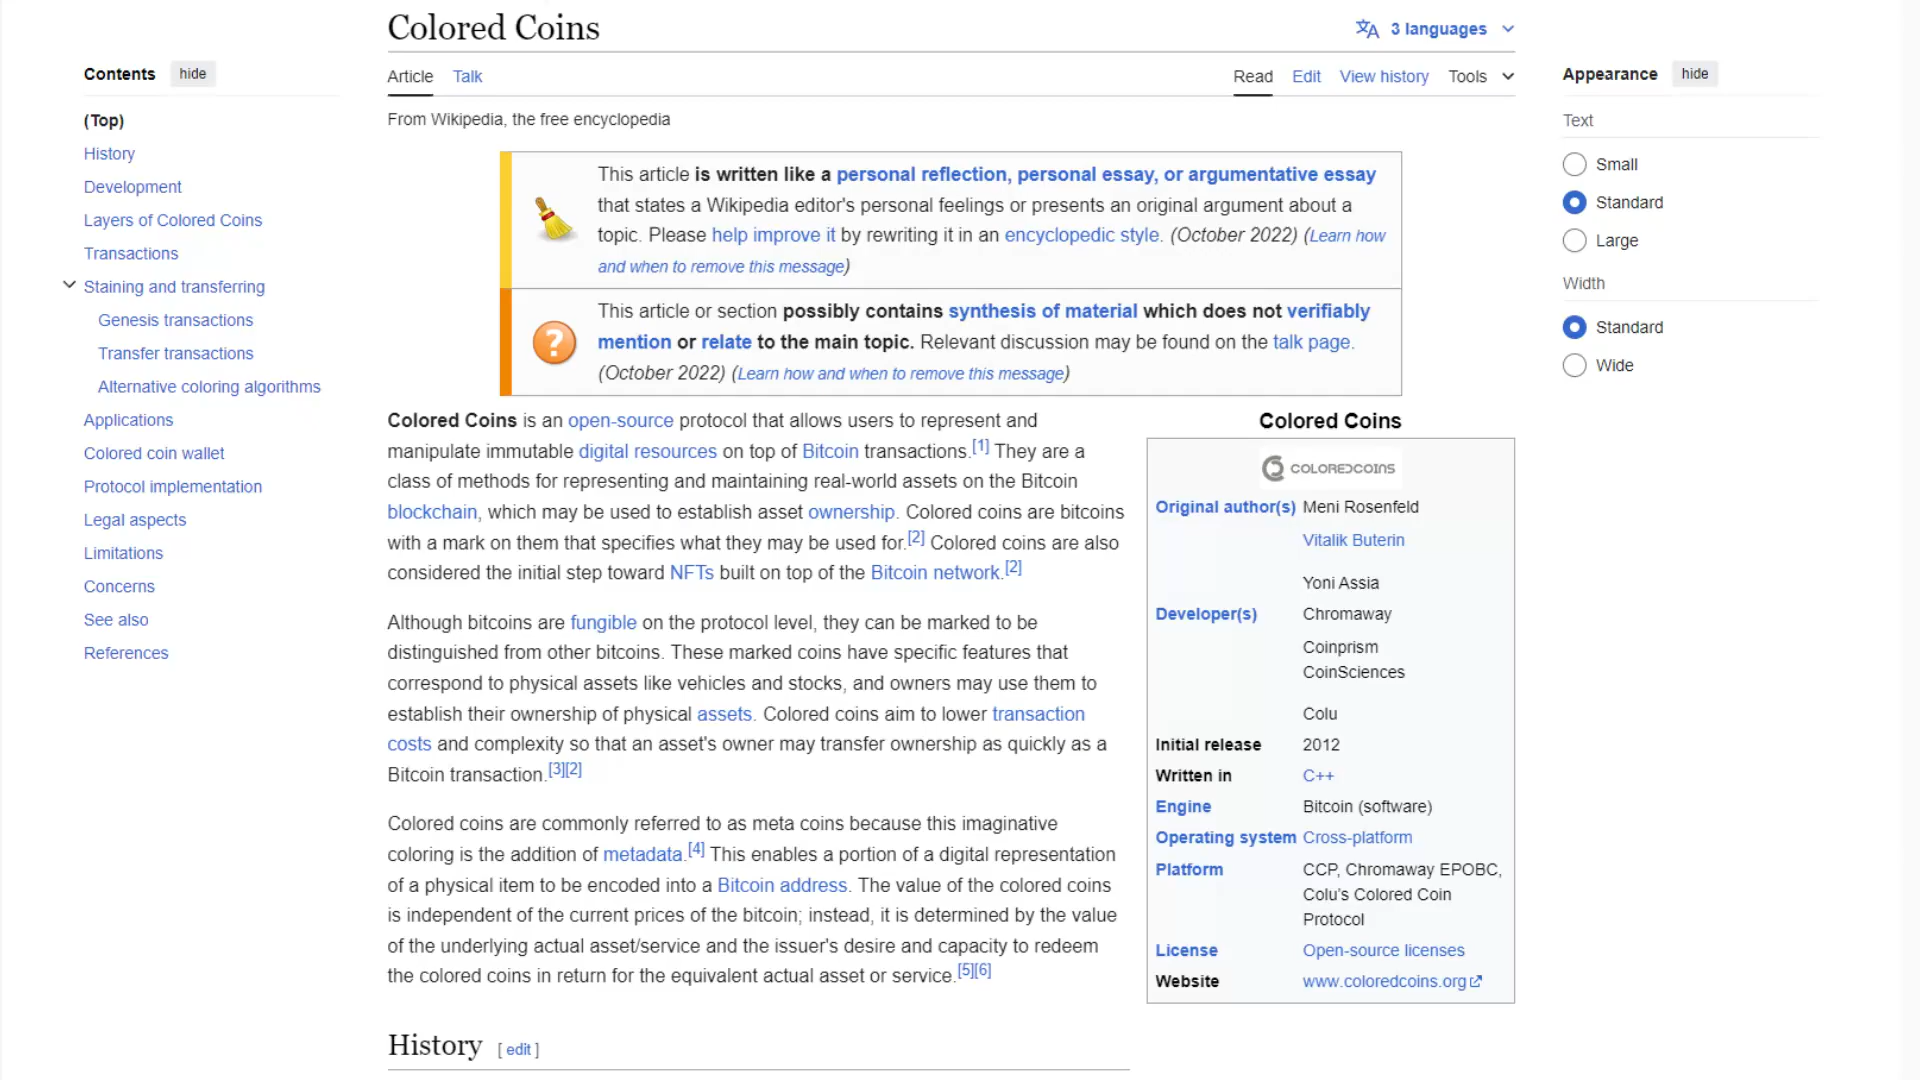 Colored Coins
3 languages
Contents hide
(Top)
History
Development
Layers of Colored Coins
Transactions
Staining and transferring
Genesis transactions
Transfer transactions
Alternative coloring algorithms
Applications
Colored coin wallet
Protocol implementation
Legal aspects
Limitations
Concerns
See also
References
Article Talk
Read Edit View history Tools
From Wikipedia, the free encyclopedia
This article is written like a personal reflection, personal essay, or argumentative essay
that states a Wikipedia editor's personal feelings or presents an original argument about a
topic. Please help improve it by rewriting it in an encyclopedic style. (October 2022) (Learn how
and when to remove this message)
This article or section possibly contains synthesis of material which does not verifiably
mention or relate to the main topic. Relevant discussion may be found on the talk page.
(October 2022) (Learn how and when to remove this message)
Colored Coins is an open-source protocol that allows users to represent and
manipulate immutable digital resources on top of Bitcoin transactions.[1] They are a
class of methods for representing and maintaining real-world assets on the Bitcoin
blockchain, which may be used to establish asset ownership. Colored coins are bitcoins
with a mark on them that specifies what they may be used for.[2] Colored coins are also
considered the initial step toward NFTs built on top of the Bitcoin network.[2]
Although bitcoins are fungible on the protocol level, they can be marked to be
distinguished from other bitcoins. These marked coins have specific features that
correspond to physical assets like vehicles and stocks, and owners may use them to
establish their ownership of physical assets. Colored coins aim to lower transaction
costs and complexity so that an asset's owner may transfer ownership as quickly as a
Bitcoin transaction.[3][2]
Colored coins are commonly referred to as meta coins because this imaginative
coloring is the addition of metadata.[4] This enables a portion of a digital representation
of a physical item to be encoded into a Bitcoin address. The value of the colored coins
is independent of the current prices of the bitcoin; instead, it is determined by the value
of the underlying actual asset/service and the issuer's desire and capacity to redeem
the colored coins in return for the equivalent actual asset or service.[5][6]
History [ edit ]
Colored Coins
COLOREDCOINS
Original author(s) Meni Rosenfeld
Vitalik Buterin
Yoni Assia
Developer(s) Chromaway
Coinprism
CoinSciences
Colu
Initial release 2012
Written in C++
Engine Bitcoin (software)
Operating system Cross-platform
Platform CCP, Chromaway EPOBC,
Colu's Colored Coin
Protocol
License Open-source licenses
Website www.coloredcoins.org
Appearance hide
Text
Small
Standard
Large
Width
Standard
Wide